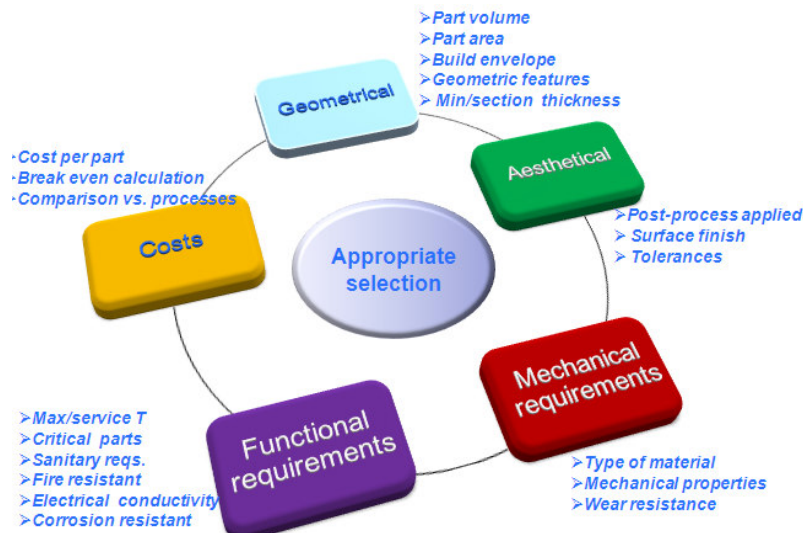 Part volume
Part area
Build envelope
Geometric features
Min/section thickness
Geometrical
Cost per part
Break even calculation
Comparison vs. processes
Aesthetical
Post-process applied
Surface finish
Tolerances
Costs
Appropriate
selection
Mechanical
requirements
Functional
requirements
Max/service T
Critical parts
Sanitary reqs.
Fire resistant
Electrical conductivity
Corrosion resistant
Type of material
Mechanical properties
Wear resistance